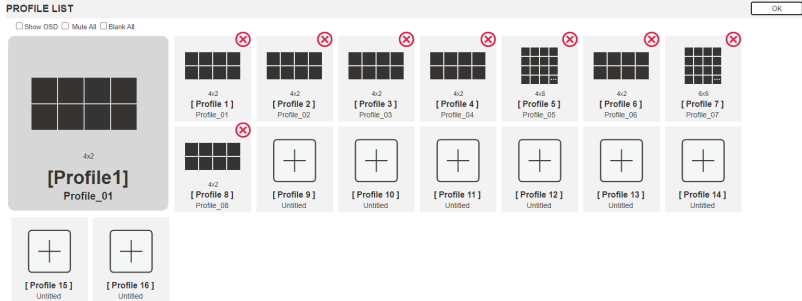 PROFILE LIST
OK
Show OSD Mute All Blank All
4x2
[Profile1]
Profile_01
4x2
[ Profile 1 ]
Profile_01
4x2
[ Profile 2 ]
Profile_02
4x2
[ Profile 3 ]
Profile_03
4x2
[ Profile 4 ]
Profile_04
4x8
[ Profile 5 ]
Profile_05
4x2
[ Profile 6 ]
Profile_06
6x6
[ Profile 7 ]
Profile_07
4x2
[ Profile 8 ]
Profile_08
[ Profile 9 ]
Untitled
[ Profile 10 ]
Untitled
[ Profile 11 ]
Untitled
[ Profile 12 ]
Untitled
[ Profile 13 ]
Untitled
[ Profile 14 ]
Untitled
[ Profile 15 ]
Untitled
[ Profile 16 ]
Untitled